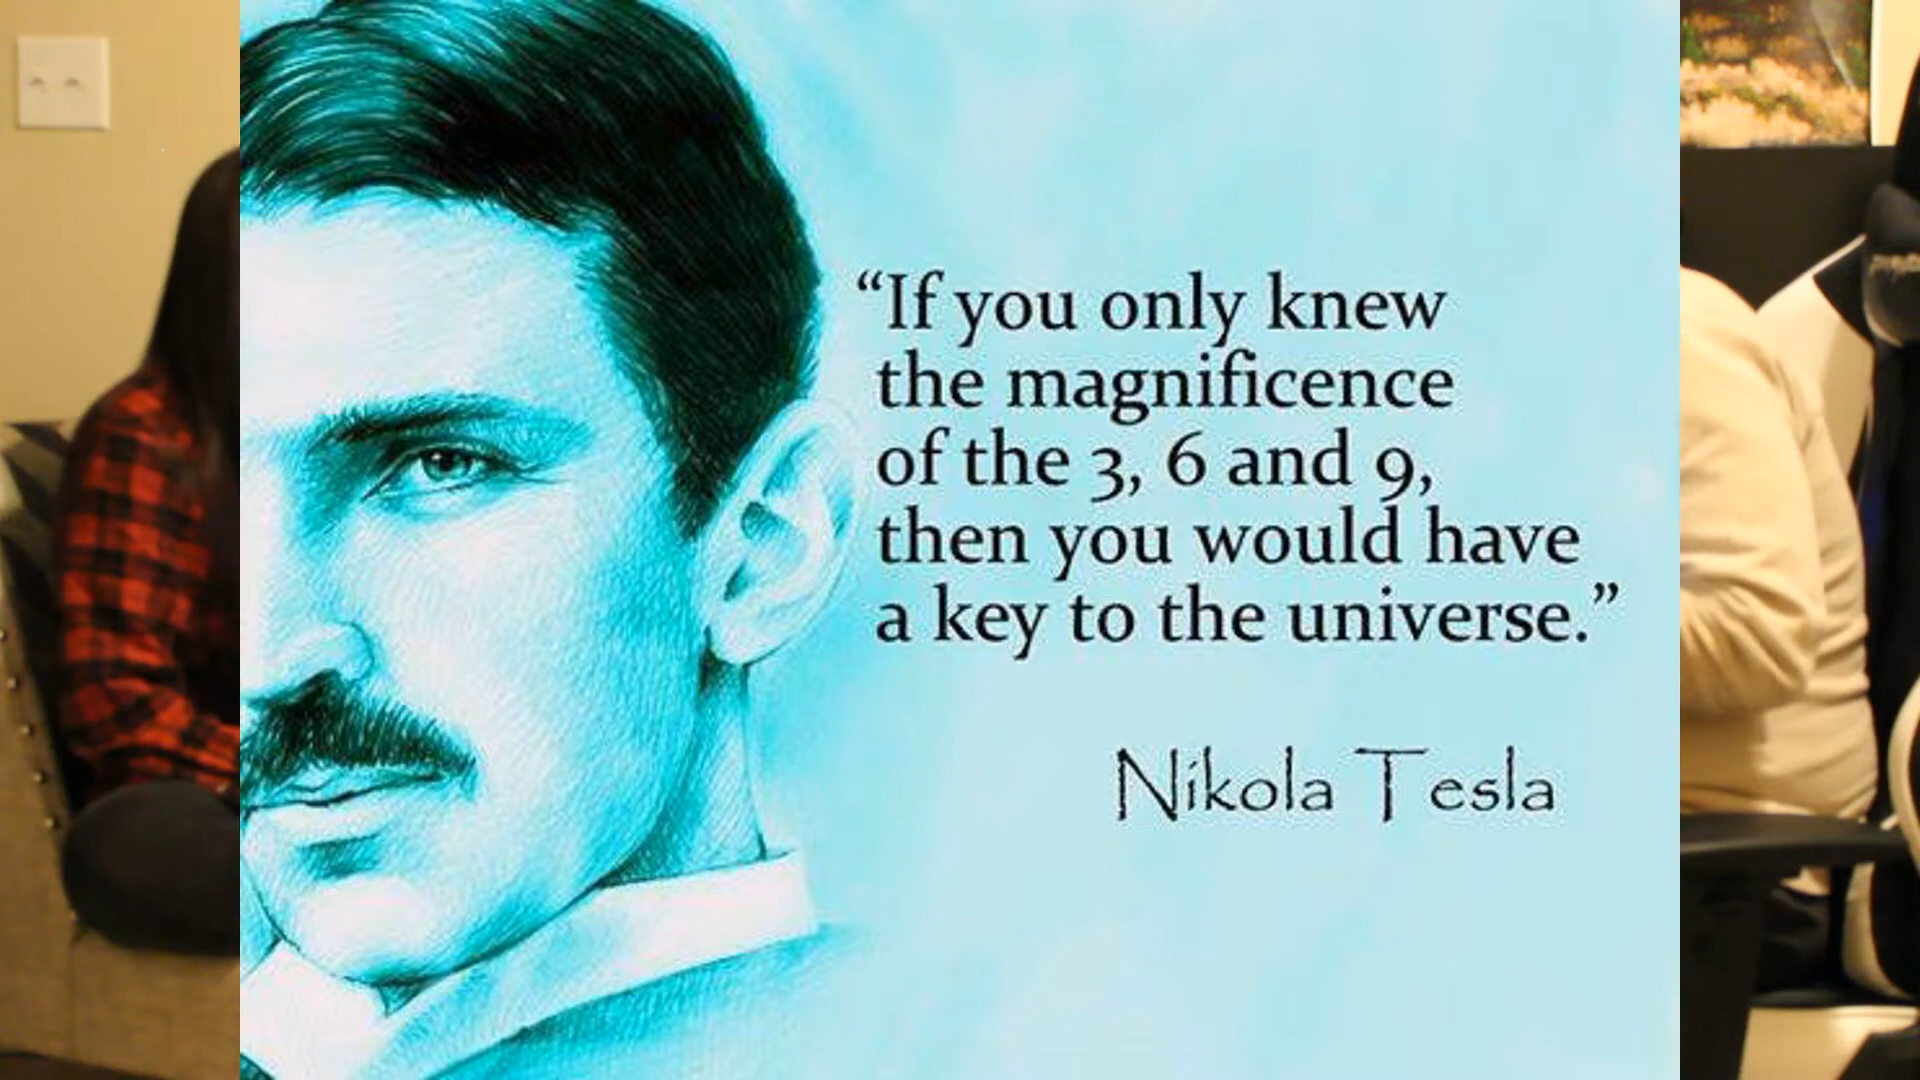 “If you only knew
the magnificence
of the 3, 6 and 9,
then you would have
a key to the universe.”
Nikola Tesla